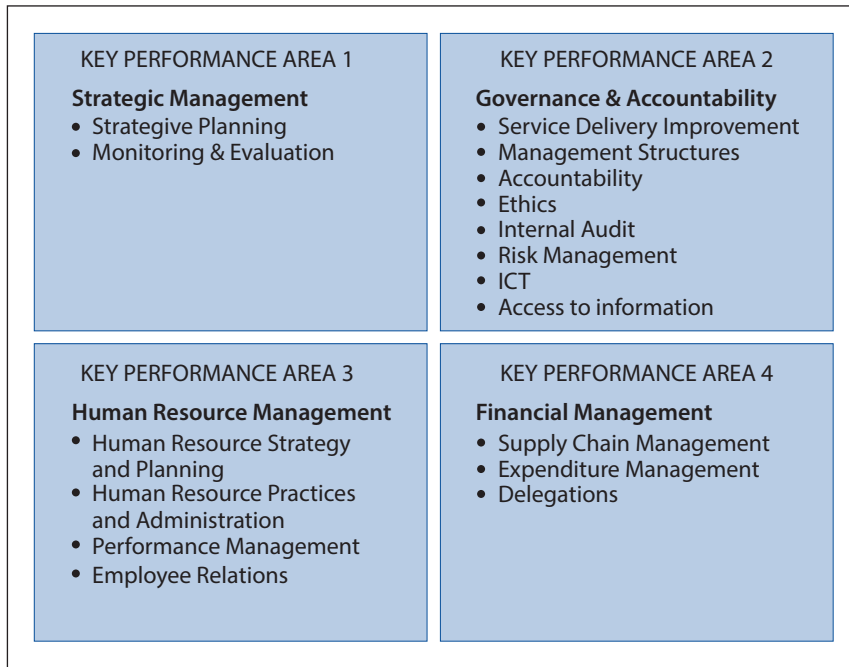 KEY PERFORMANCE AREA 1
Strategic Management
• Strategive Planning
• Monitoring & Evaluation
KEY PERFORMANCE AREA 2
Governance & Accountability
• Service Delivery Improvement
• Management Structures
• Accountability
• Ethics
• Internal Audit
• Risk Management
• ICT
• Access to information
KEY PERFORMANCE AREA 3
Human Resource Management
• Human Resource Strategy
and Planning
• Human Resource Practices
and Administration
• Performance Management
• Employee Relations
KEY PERFORMANCE AREA 4
Financial Management
• Supply Chain Management
• Expenditure Management
• Delegations